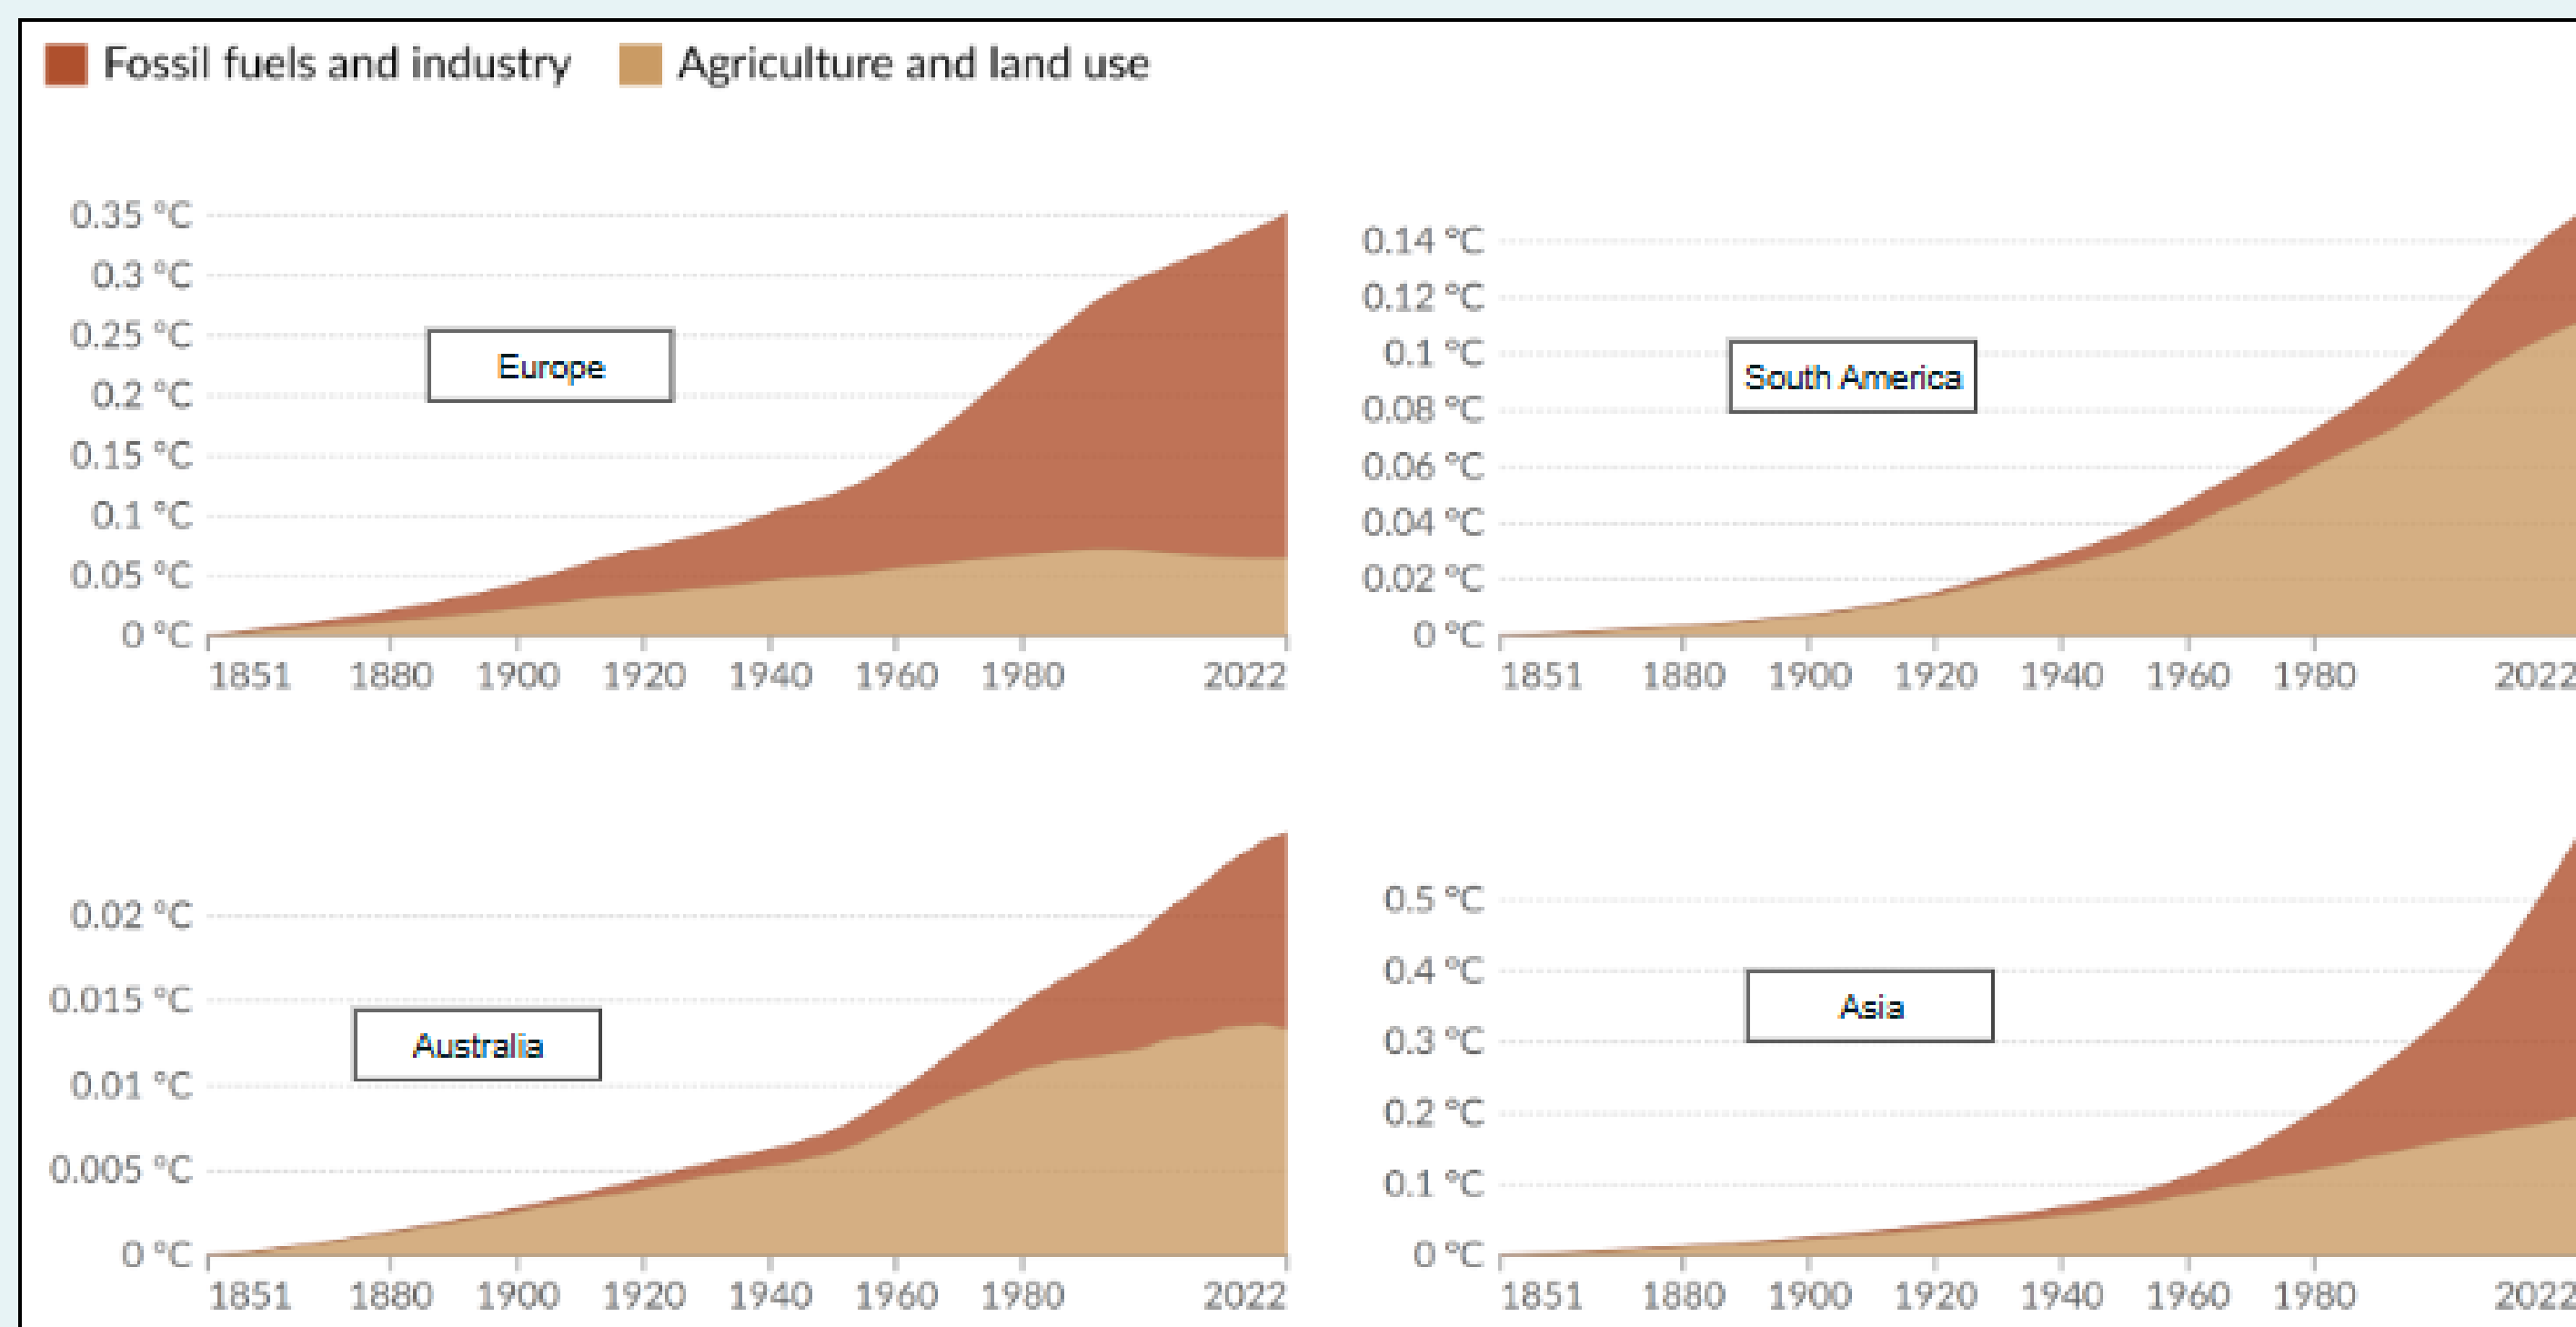 Fossil fuels and industry Agriculture and land use
0.35 °C
0.3 °C
0.25 °C
Europe
0.2 °C
0.15 °C
0.1 °C
0.05 °C
0 °C
1851 1880 1900 1920 1940 1960 1980 2022
0.14 °C
0.12 °C
0.1 °C
South America
0.08 °C
0.06 °C
0.04 °C
0.02 °C
0 °C
1851 1880 1900 1920 1940 1960 1980 2022
0.02 °C
0.015 °C
Australia
0.01 °C
0.005 °C
0 °C
1851 1880 1900 1920 1940 1960 1980 2022
0.5 °C
0.4 °C
Asia
0.3 °C
0.2 °C
0.1 °C
0 °C
1851 1880 1900 1920 1940 1960 1980 2022